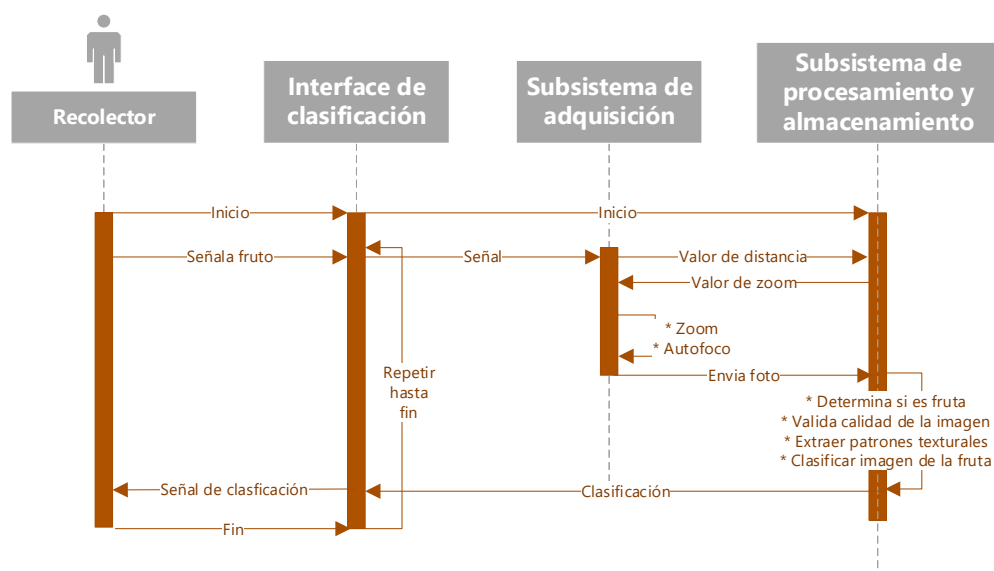 Recolector
Interface de
clasificación
Subsistema de
adquisición
Subsistema de
procesamiento y
almacenamiento
Inicio
Inicio
Señala fruto
Señal
Valor de distancia
Valor de zoom
* Zoom
* Autofoco
Repetir
hasta
fin
Envia foto
* Determina si es fruta
* Valida calidad de la imagen
* Extraer patrones texturales
* Clasificar imagen de la fruta
Señal de clasficación
Clasificación
Fin